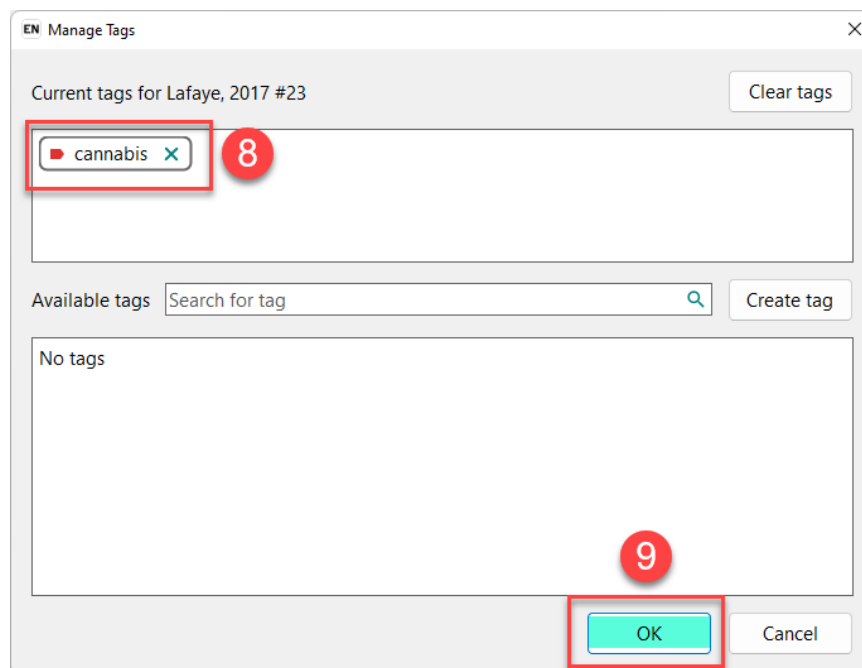 EN Manage Tags
Current tags for Lafaye, 2017 #23
Clear tags
cannabis
8
Available tags
Search for tag
Create tag
No tags
9
OK
Cancel